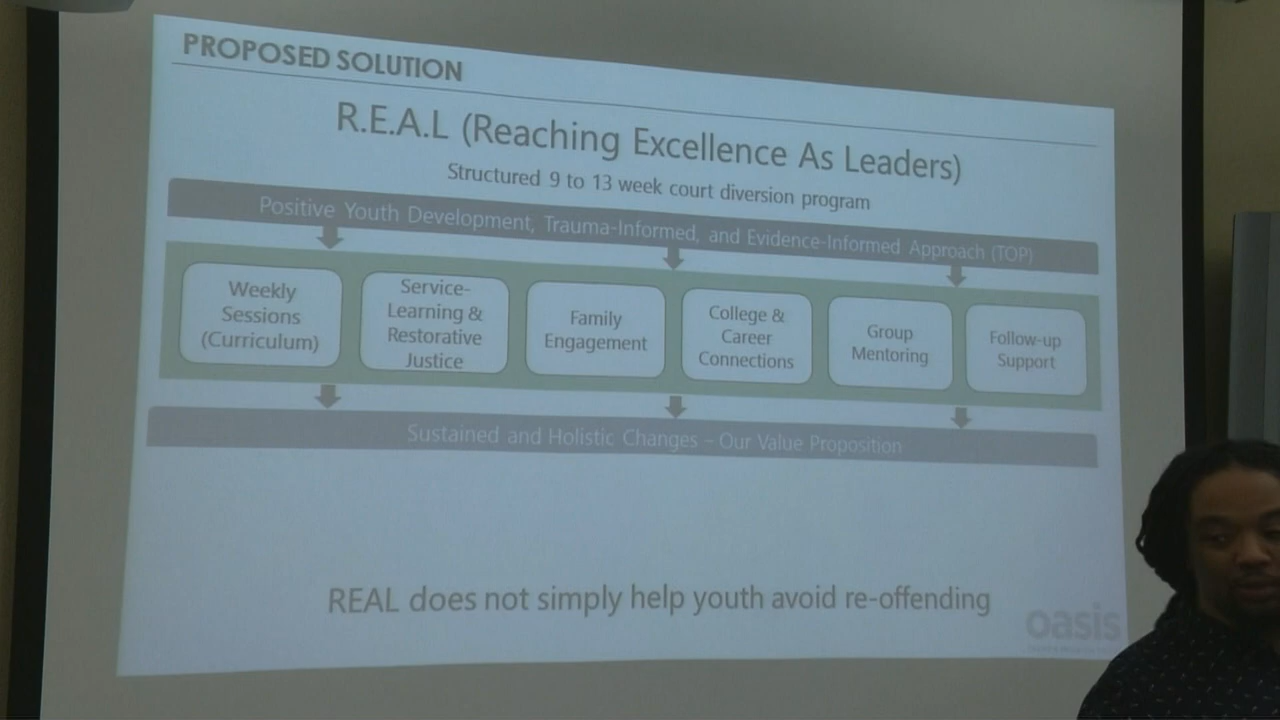 PROPOSED SOLUTION
R.E.A.L (Reaching Excellence As Leaders)
Structured 9 to 13 week court diversion program
Positive Youth Development, Trauma-Informed, and Evidence-Informed Approach (TOP)
Weekly
Sessions
(Curriculum)
Service-
Learning &
Restorative
Justice
Family
Engagement
College &
Career
Connections
Group
Mentoring
Follow-up
Support
Sustained and Holistic Changes – Our Value Proposition
REAL does not simply help youth avoid re-offending
oasis